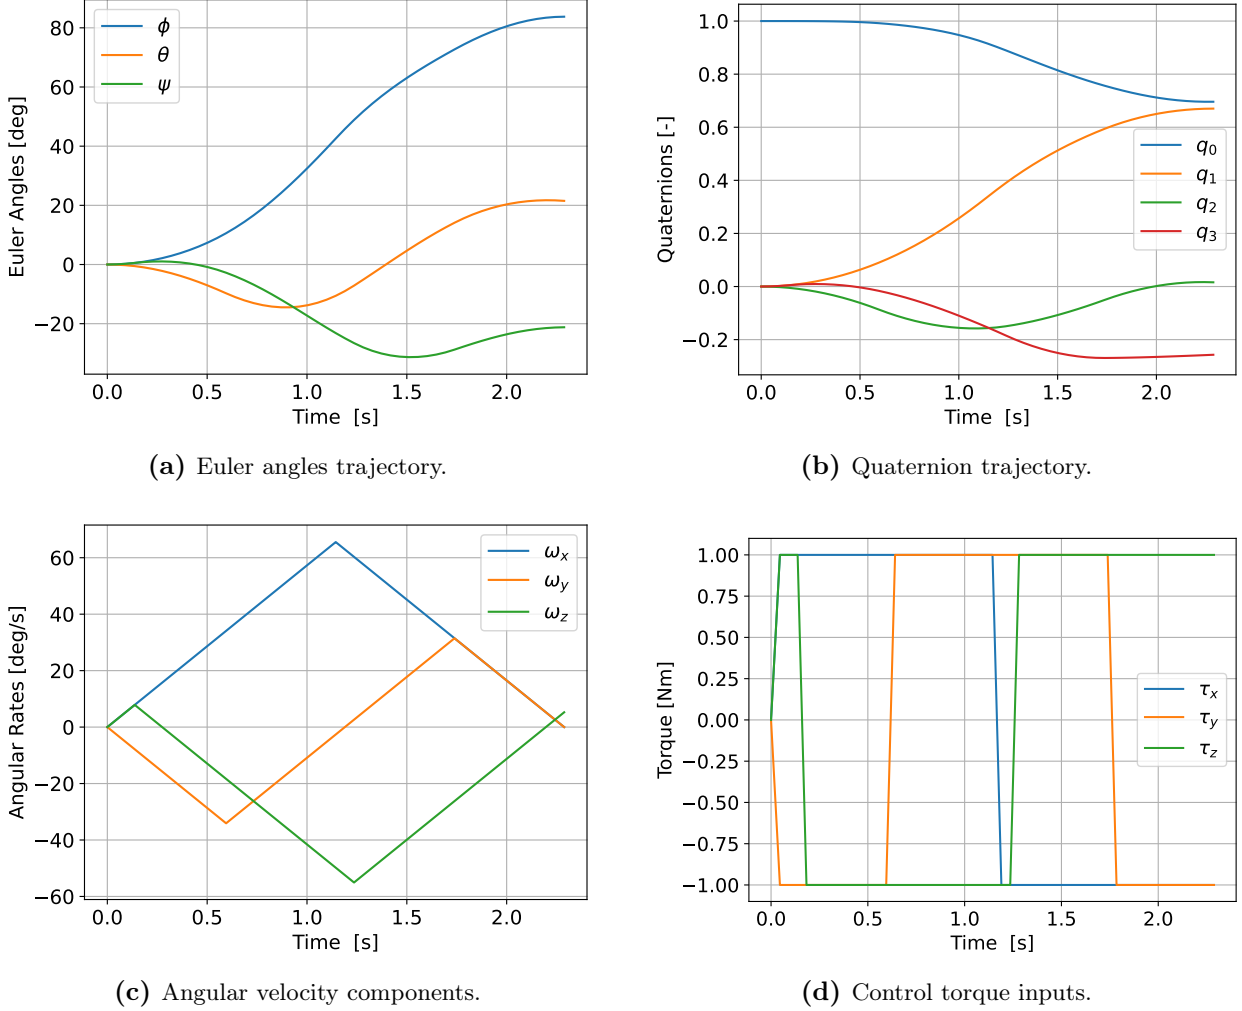 80
60
40
20
0
−20
0.0 0.5 1.0 1.5 2.0
Time [s]
Euler Angles [deg]
ϕ
θ
ψ
(a) Euler angles trajectory.
1.0
0.8
0.6
0.4
0.2
0.0
−0.2
0.0 0.5 1.0 1.5 2.0
Time [s]
Quaternions [-]
q0
q1
q2
q3
(b) Quaternion trajectory.
60
40
20
0
−20
−40
−60
0.0 0.5 1.0 1.5 2.0
Time [s]
Angular Rates [deg/s]
ωx
ωy
ωz
(c) Angular velocity components.
1.00
0.75
0.50
0.25
0.00
−0.25
−0.50
−0.75
−1.00
0.0 0.5 1.0 1.5 2.0
Time [s]
Torque [Nm]
τx
τy
τz
(d) Control torque inputs.